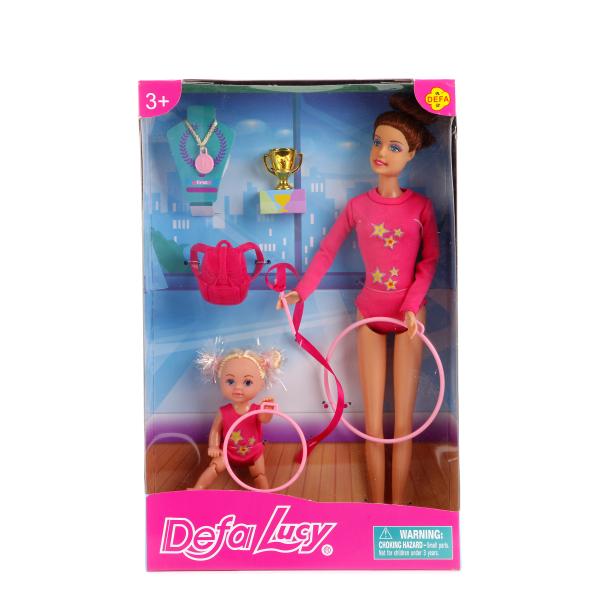 3+
DEFA
Defa Lucy®
WARNING:
CHOKING HAZARD–Small parts.
Not for children under 3 years.